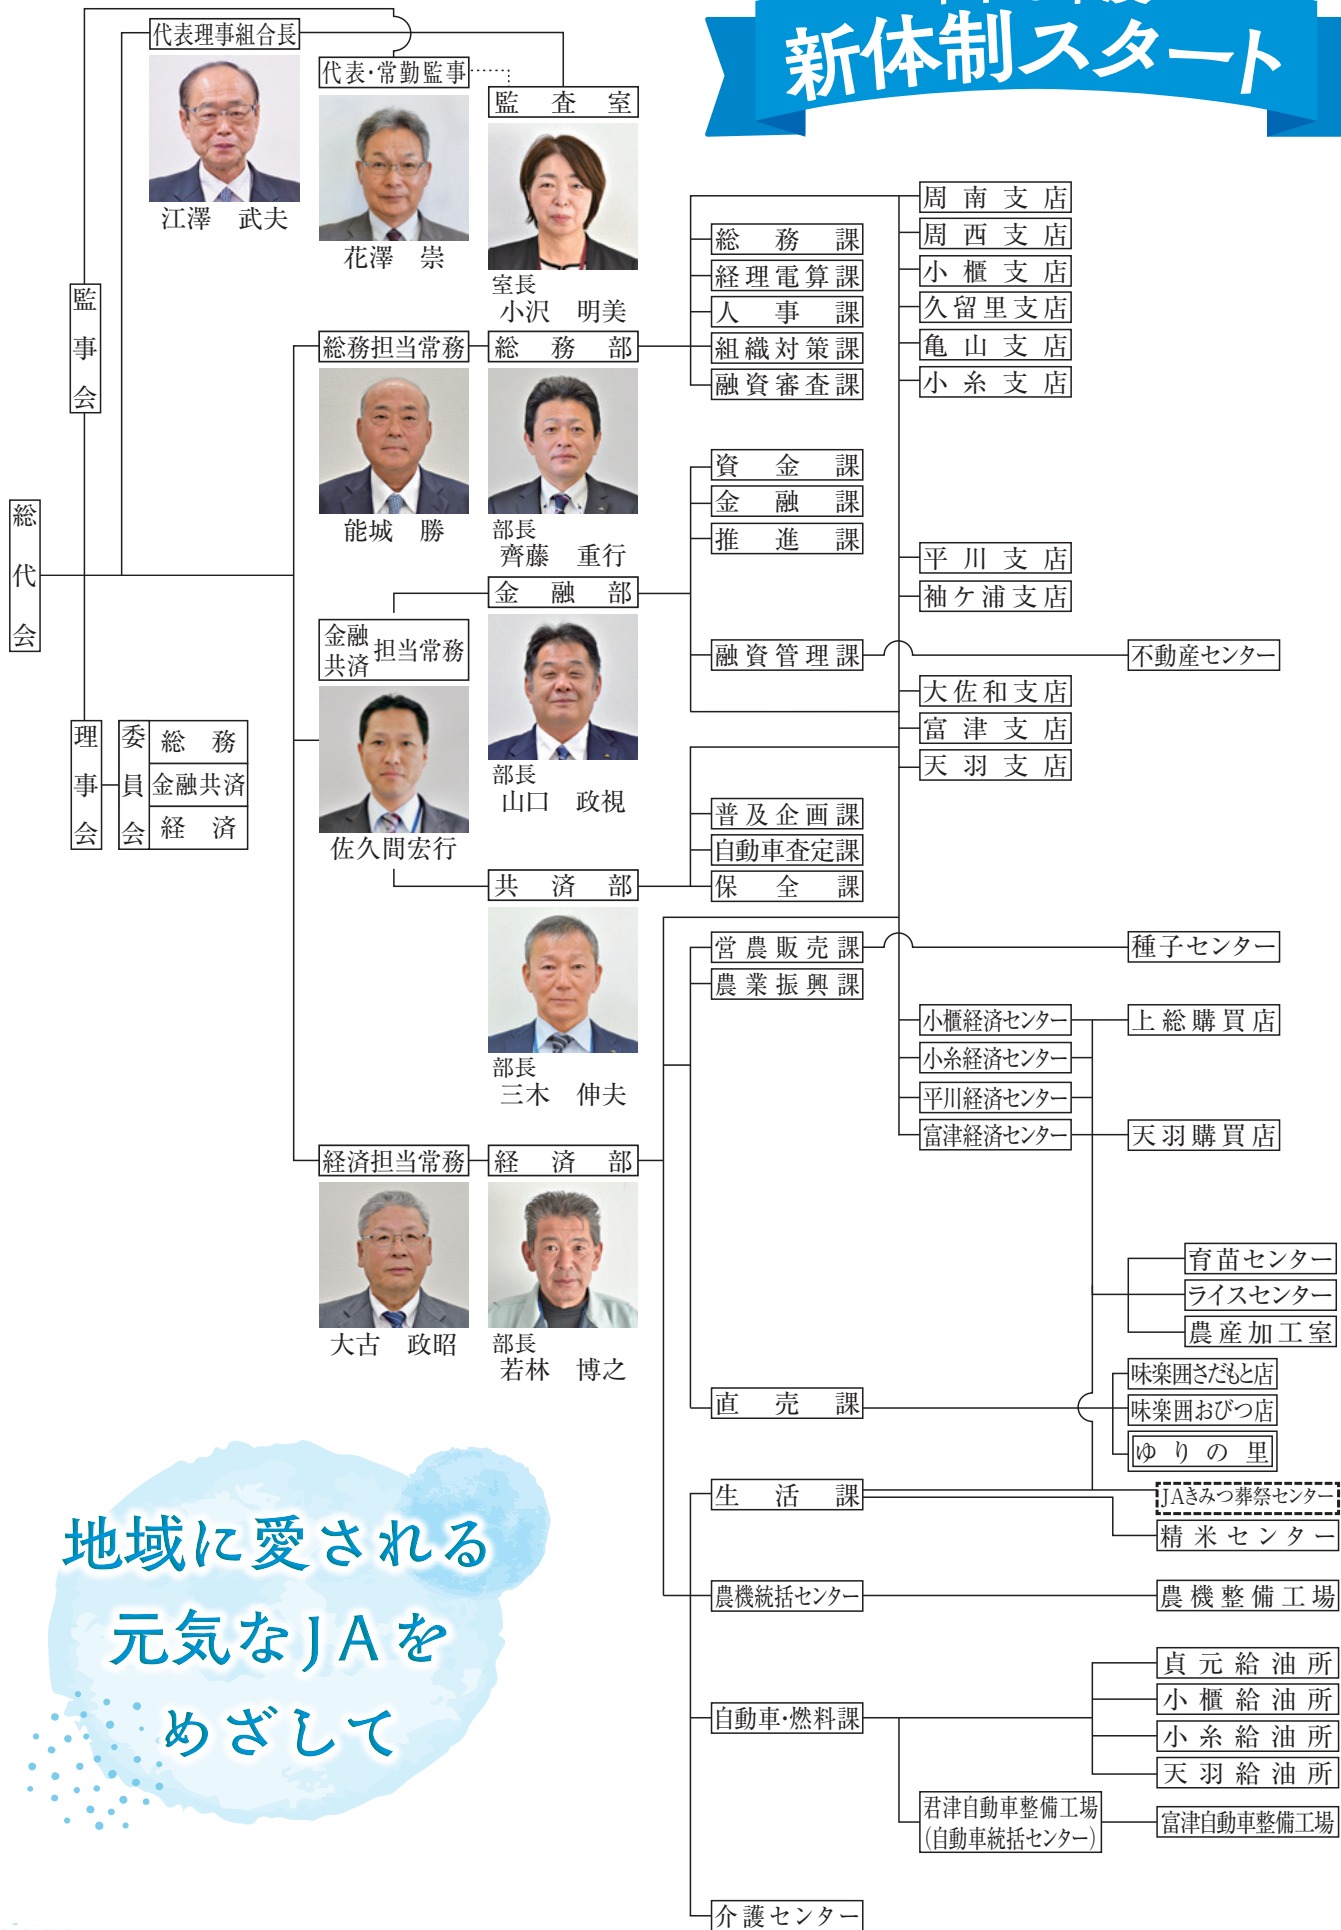 新体制スタート
代表理事組合長
江澤　武夫
代表・常勤監事
花澤　崇
監査室
室長
小沢　明美
監事会
総代会
理事会
委員会
総務
金融共済
経済
総務担当常務
能城　勝
総務部
部長
齊藤　重行
総務課
経理電算課
人事課
組織対策課
融資審査課
周南支店
周西支店
小櫃支店
久留里支店
亀山支店
小糸支店
平川支店
袖ケ浦支店
大佐和支店
富津支店
天羽支店
金融共済担当常務
佐久間宏行
金融部
部長
山口　政視
資金課
金融課
推進課
融資管理課
不動産センター
共済部
部長
三木　伸夫
普及企画課
自動車査定課
保全課
経済担当常務
大古　政昭
経済部
部長
若林　博之
営農販売課
種子センター
農業振興課
小櫃経済センター
上総購買店
小糸経済センター
平川経済センター
富津経済センター
天羽購買店
育苗センター
ライスセンター
農産加工室
直売課
味楽囲さだもと店
味楽囲おびつ店
ゆりの里
生活課
JAきみつ葬祭センター
精米センター
農機統括センター
農機整備工場
自動車・燃料課
貞元給油所
小櫃給油所
小糸給油所
天羽給油所
君津自動車整備工場
（自動車統括センター）
富津自動車整備工場
介護センター
地域に愛される
元気なJAを
めざして